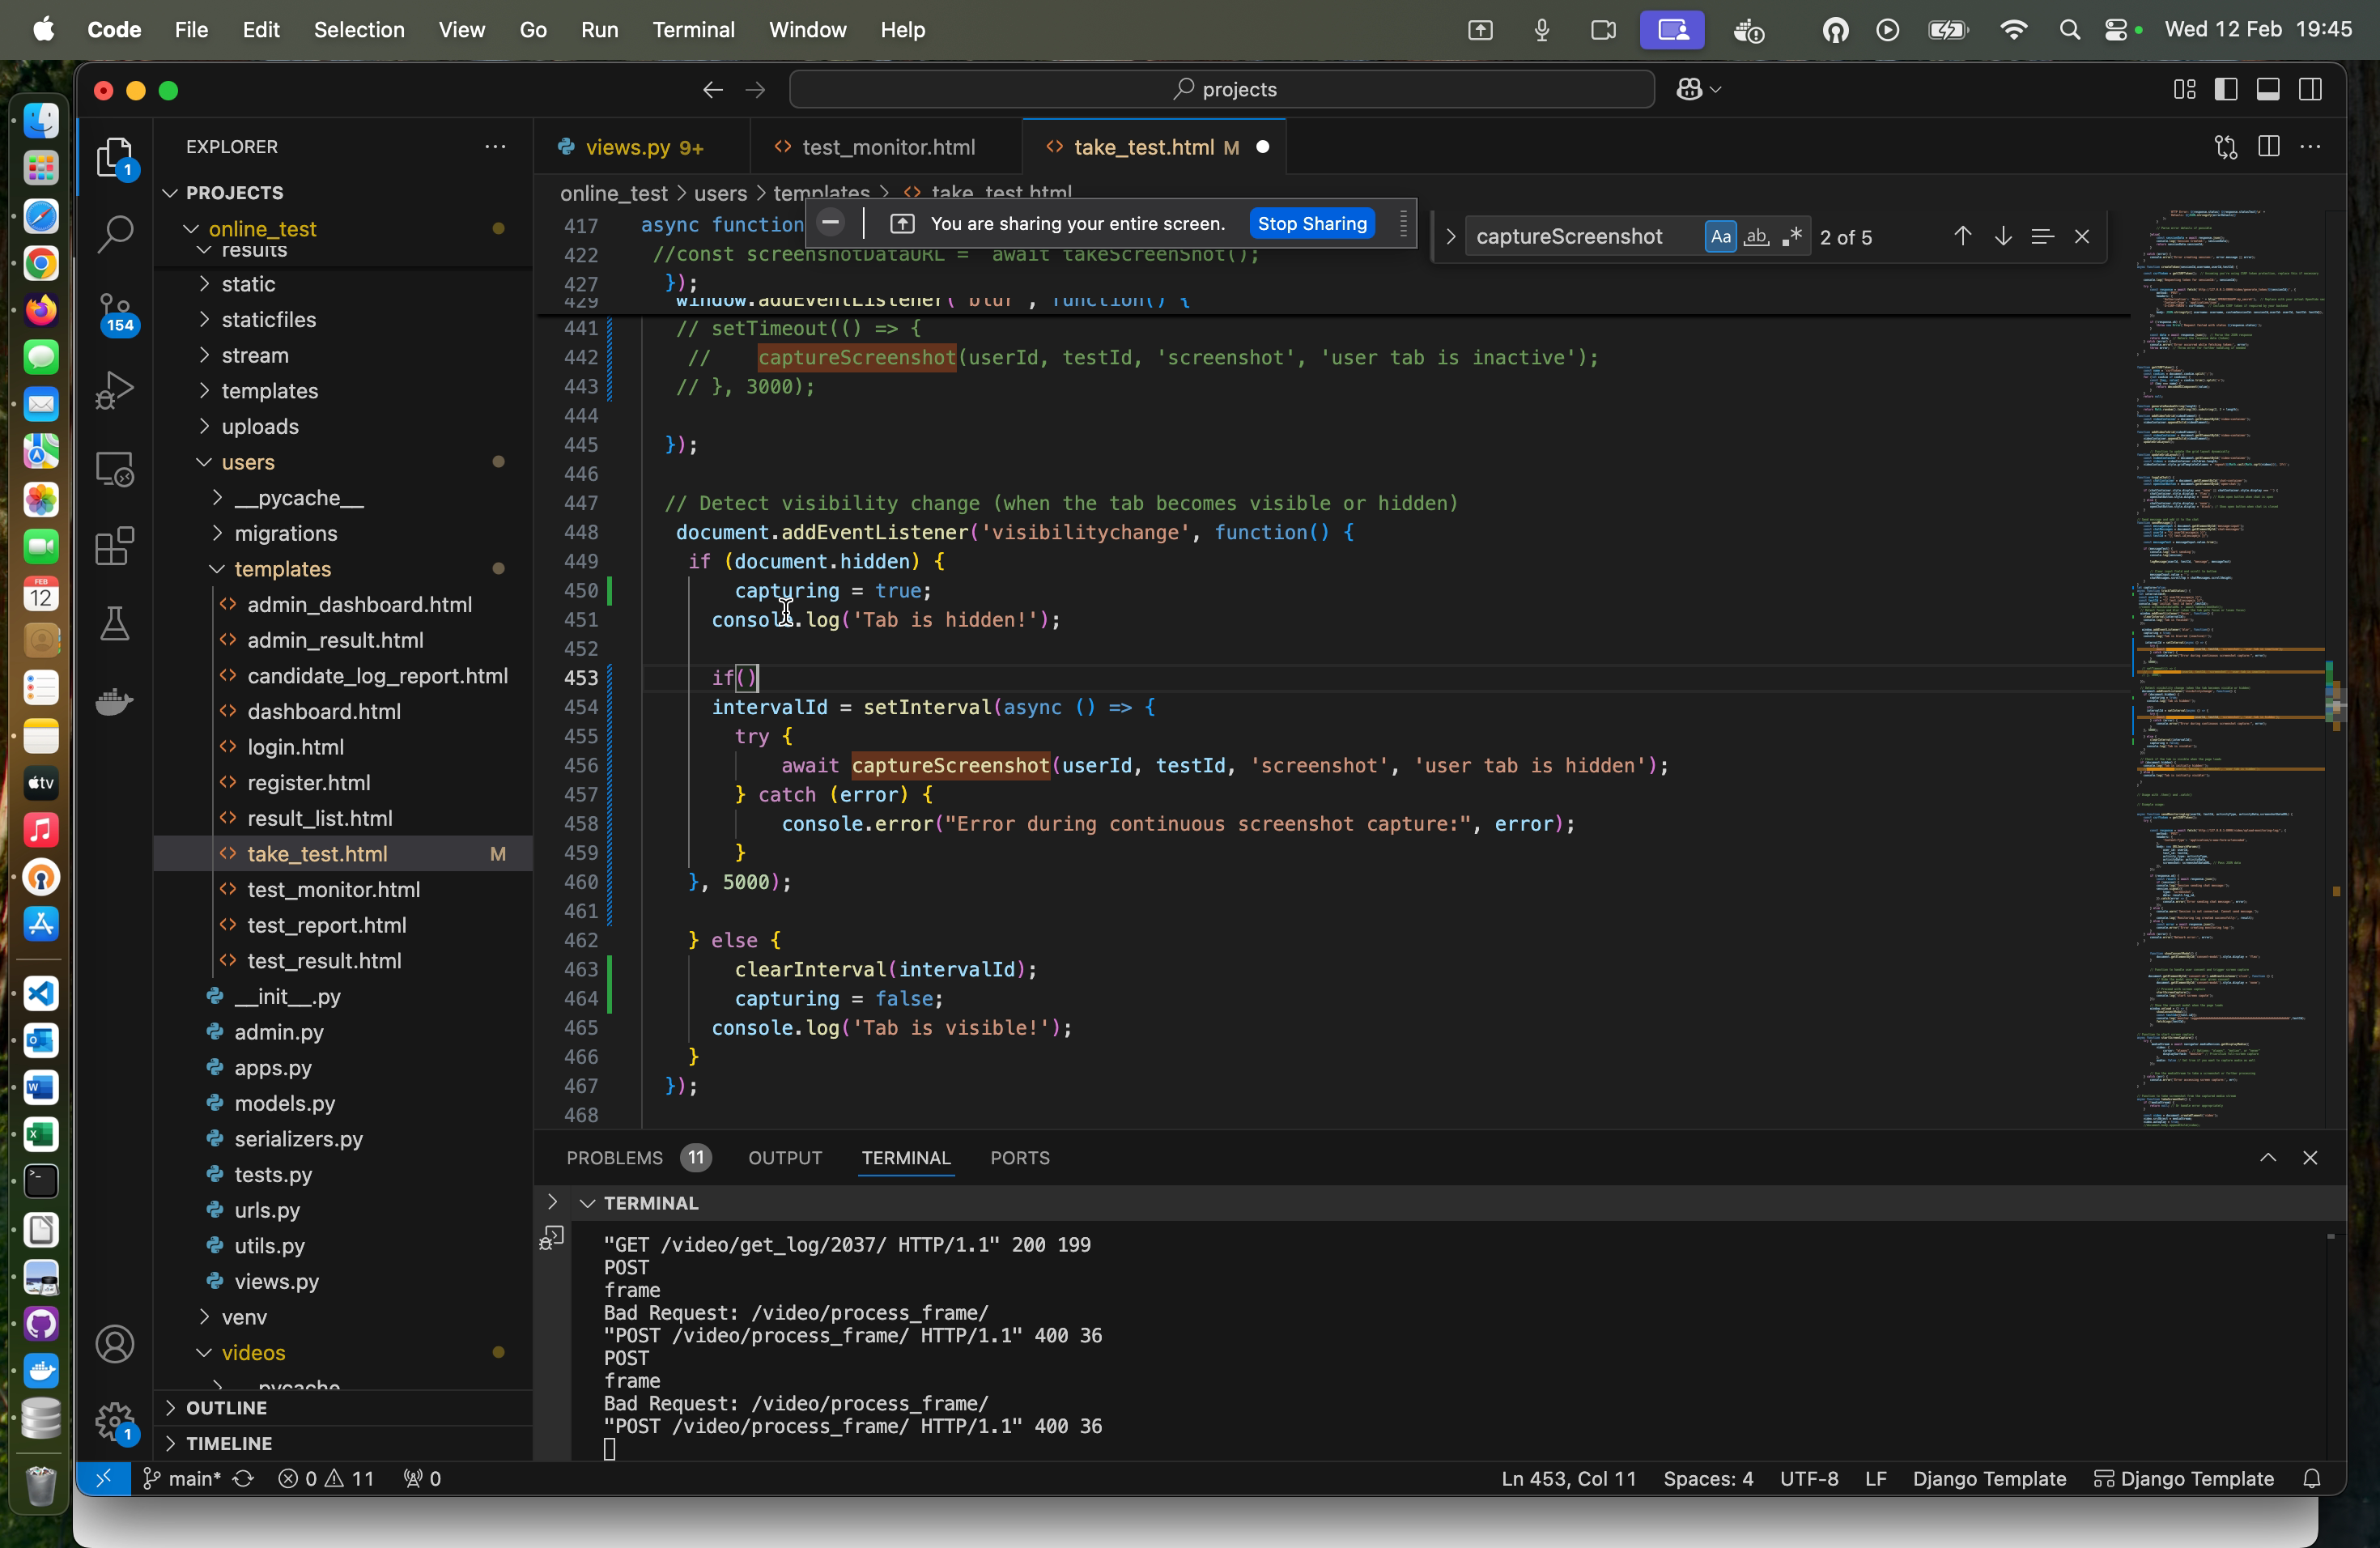 Code File Edit Selection View Go Run Terminal Window Help Wed 12 Feb 19:45
projects
EXPLORER
PROJECTS
online_test
results
static
staticfiles
stream
templates
uploads
users
__pycache__
migrations
templates
admin_dashboard.html
admin_result.html
candidate_log_report.html
dashboard.html
login.html
register.html
result_list.html
take_test.html M
test_monitor.html
test_report.html
test_result.html
__init__.py
admin.py
apps.py
models.py
serializers.py
tests.py
urls.py
utils.py
views.py
venv
videos
__pycache__
OUTLINE
TIMELINE
1
154
1
FEB
12
tv
views.py 9+ test_monitor.html take_test.html M
online_test > users > templates > take_test.html
You are sharing your entire screen. Stop Sharing
captureScreenshot Aa ab 2 of 5
417 async function
422 //const screenshotDataURL = await takeScreenShot();
427 });
429 window.addEventListener('blur', function() {
441 // setTimeout(() => {
442 // captureScreenshot(userId, testId, 'screenshot', 'user tab is inactive');
443 // }, 3000);
444
445 });
446
447 // Detect visibility change (when the tab becomes visible or hidden)
448 document.addEventListener('visibilitychange', function() {
449 if (document.hidden) {
450 capturing = true;
451 console.log('Tab is hidden!');
452
453 if()
454 intervalId = setInterval(async () => {
455 try {
456 await captureScreenshot(userId, testId, 'screenshot', 'user tab is hidden');
457 } catch (error) {
458 console.error("Error during continuous screenshot capture:", error);
459 }
460 }, 5000);
461
462 } else {
463 clearInterval(intervalId);
464 capturing = false;
465 console.log('Tab is visible!');
466 }
467 });
468
PROBLEMS 11 OUTPUT TERMINAL PORTS
TERMINAL
"GET /video/get_log/2037/ HTTP/1.1" 200 199
POST
frame
Bad Request: /video/process_frame/
"POST /video/process_frame/ HTTP/1.1" 400 36
POST
frame
Bad Request: /video/process_frame/
"POST /video/process_frame/ HTTP/1.1" 400 36
main* 0 11 0 Ln 453, Col 11 Spaces: 4 UTF-8 LF Django Template Django Template